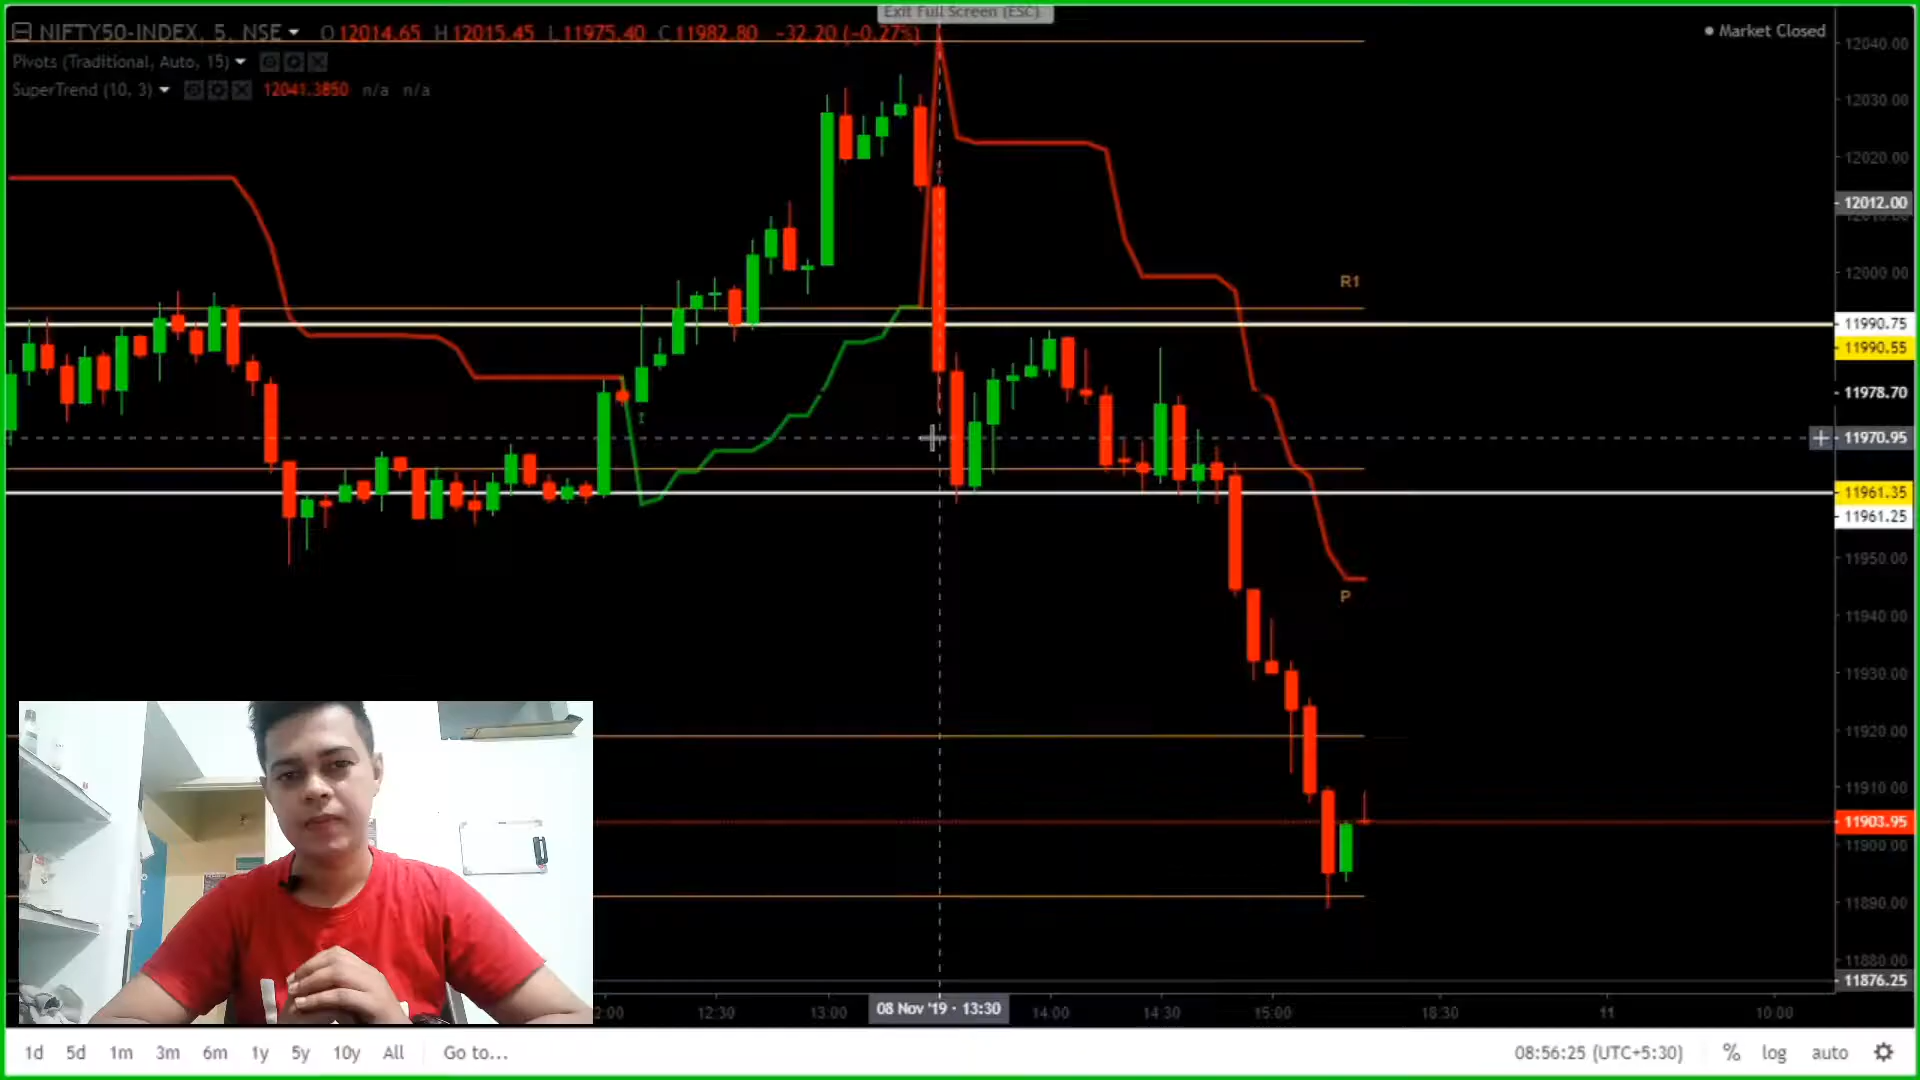 Exit Full Screen (ESC)
NIFTY50-INDEX, 5, NSE O 12014.65 H 12015.45 L 11975.40 C 11982.80 −32.20 (−0.27%)
Market Closed
Pivots (Traditional, Auto, 15)
SuperTrend (10, 3) 12041.3850 n/a n/a
12040.00
12030.00
12020.00
12012.00
12000.00
R1
11990.75
11990.55
11978.70
11970.95
11961.35
11961.25
11950.00
P
11940.00
11930.00
11920.00
11910.00
11903.95
11900.00
11890.00
11880.00
11876.25
12:30 13:00 08 Nov '19 · 13:30 14:00 14:30 15:00 18:30 11 10:00
1d 5d 1m 3m 6m 1y 5y 10y All Go to... 08:56:25 (UTC+5:30) % log auto